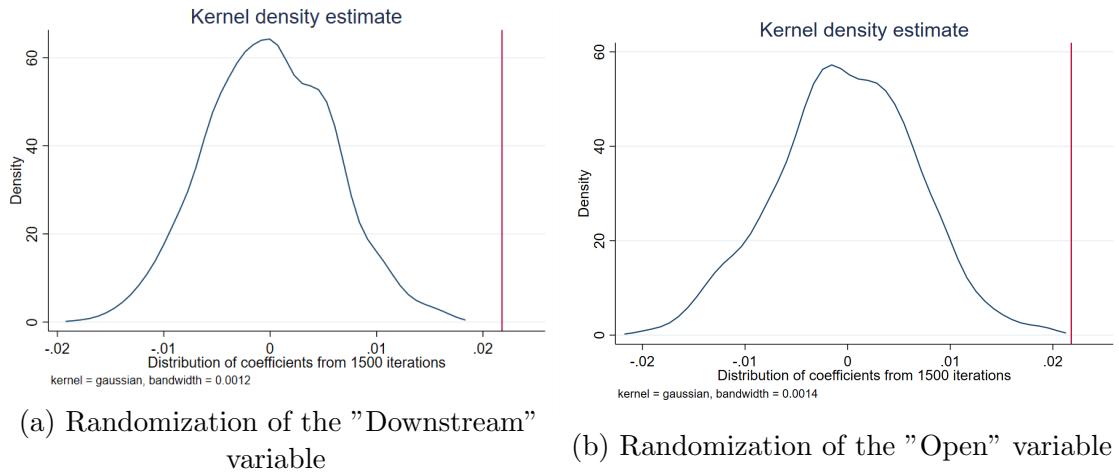 Kernel density estimate
60
40
20
0
Density
-.02
-.01
0
.01
.02
Distribution of coefficients from 1500 iterations
kernel = gaussian, bandwidth = 0.0012
(a) Randomization of the "Downstream"
variable
Kernel density estimate
60
40
20
0
Density
-.02
-.01
0
.01
.02
Distribution of coefficients from 1500 iterations
kernel = gaussian, bandwidth = 0.0014
(b) Randomization of the "Open" variable